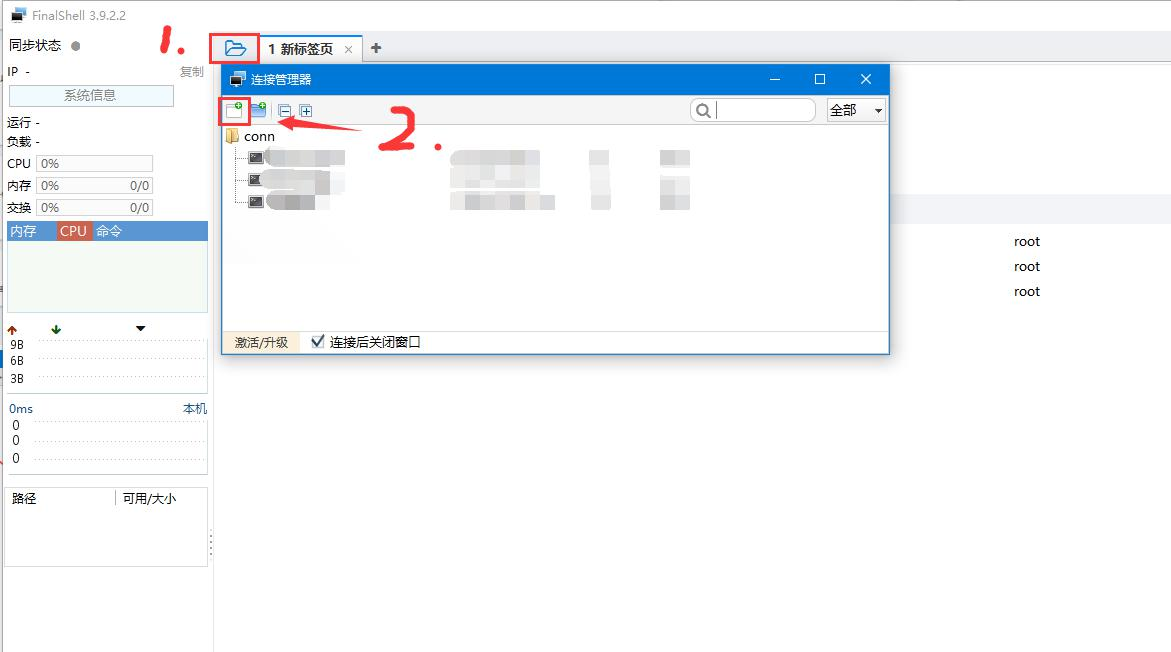 FinalShell 3.9.2.2
同步状态
1.
1 新标签页
IP -
复制
连接管理器
系统信息
全部
运行 -
负载 -
2.
conn
CPU 0%
内存 0% 0/0
交换 0% 0/0
内存 CPU 命令
root
root
root
激活/升级
连接后关闭窗口
9B
6B
3B
0ms
本机
0
0
0
路径
可用/大小